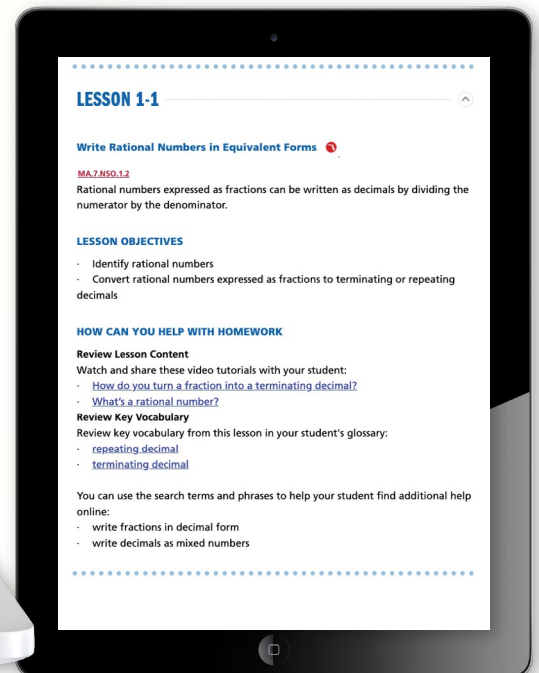 LESSON 1-1
Write Rational Numbers in Equivalent Forms
MA.7.NSO.1.2
Rational numbers expressed as fractions can be written as decimals by dividing the
numerator by the denominator.
LESSON OBJECTIVES
· Identify rational numbers
· Convert rational numbers expressed as fractions to terminating or repeating
decimals
HOW CAN YOU HELP WITH HOMEWORK
Review Lesson Content
Watch and share these video tutorials with your student:
· How do you turn a fraction into a terminating decimal?
· What's a rational number?
Review Key Vocabulary
Review key vocabulary from this lesson in your student's glossary:
· repeating decimal
· terminating decimal
You can use the search terms and phrases to help your student find additional help
online:
· write fractions in decimal form
· write decimals as mixed numbers